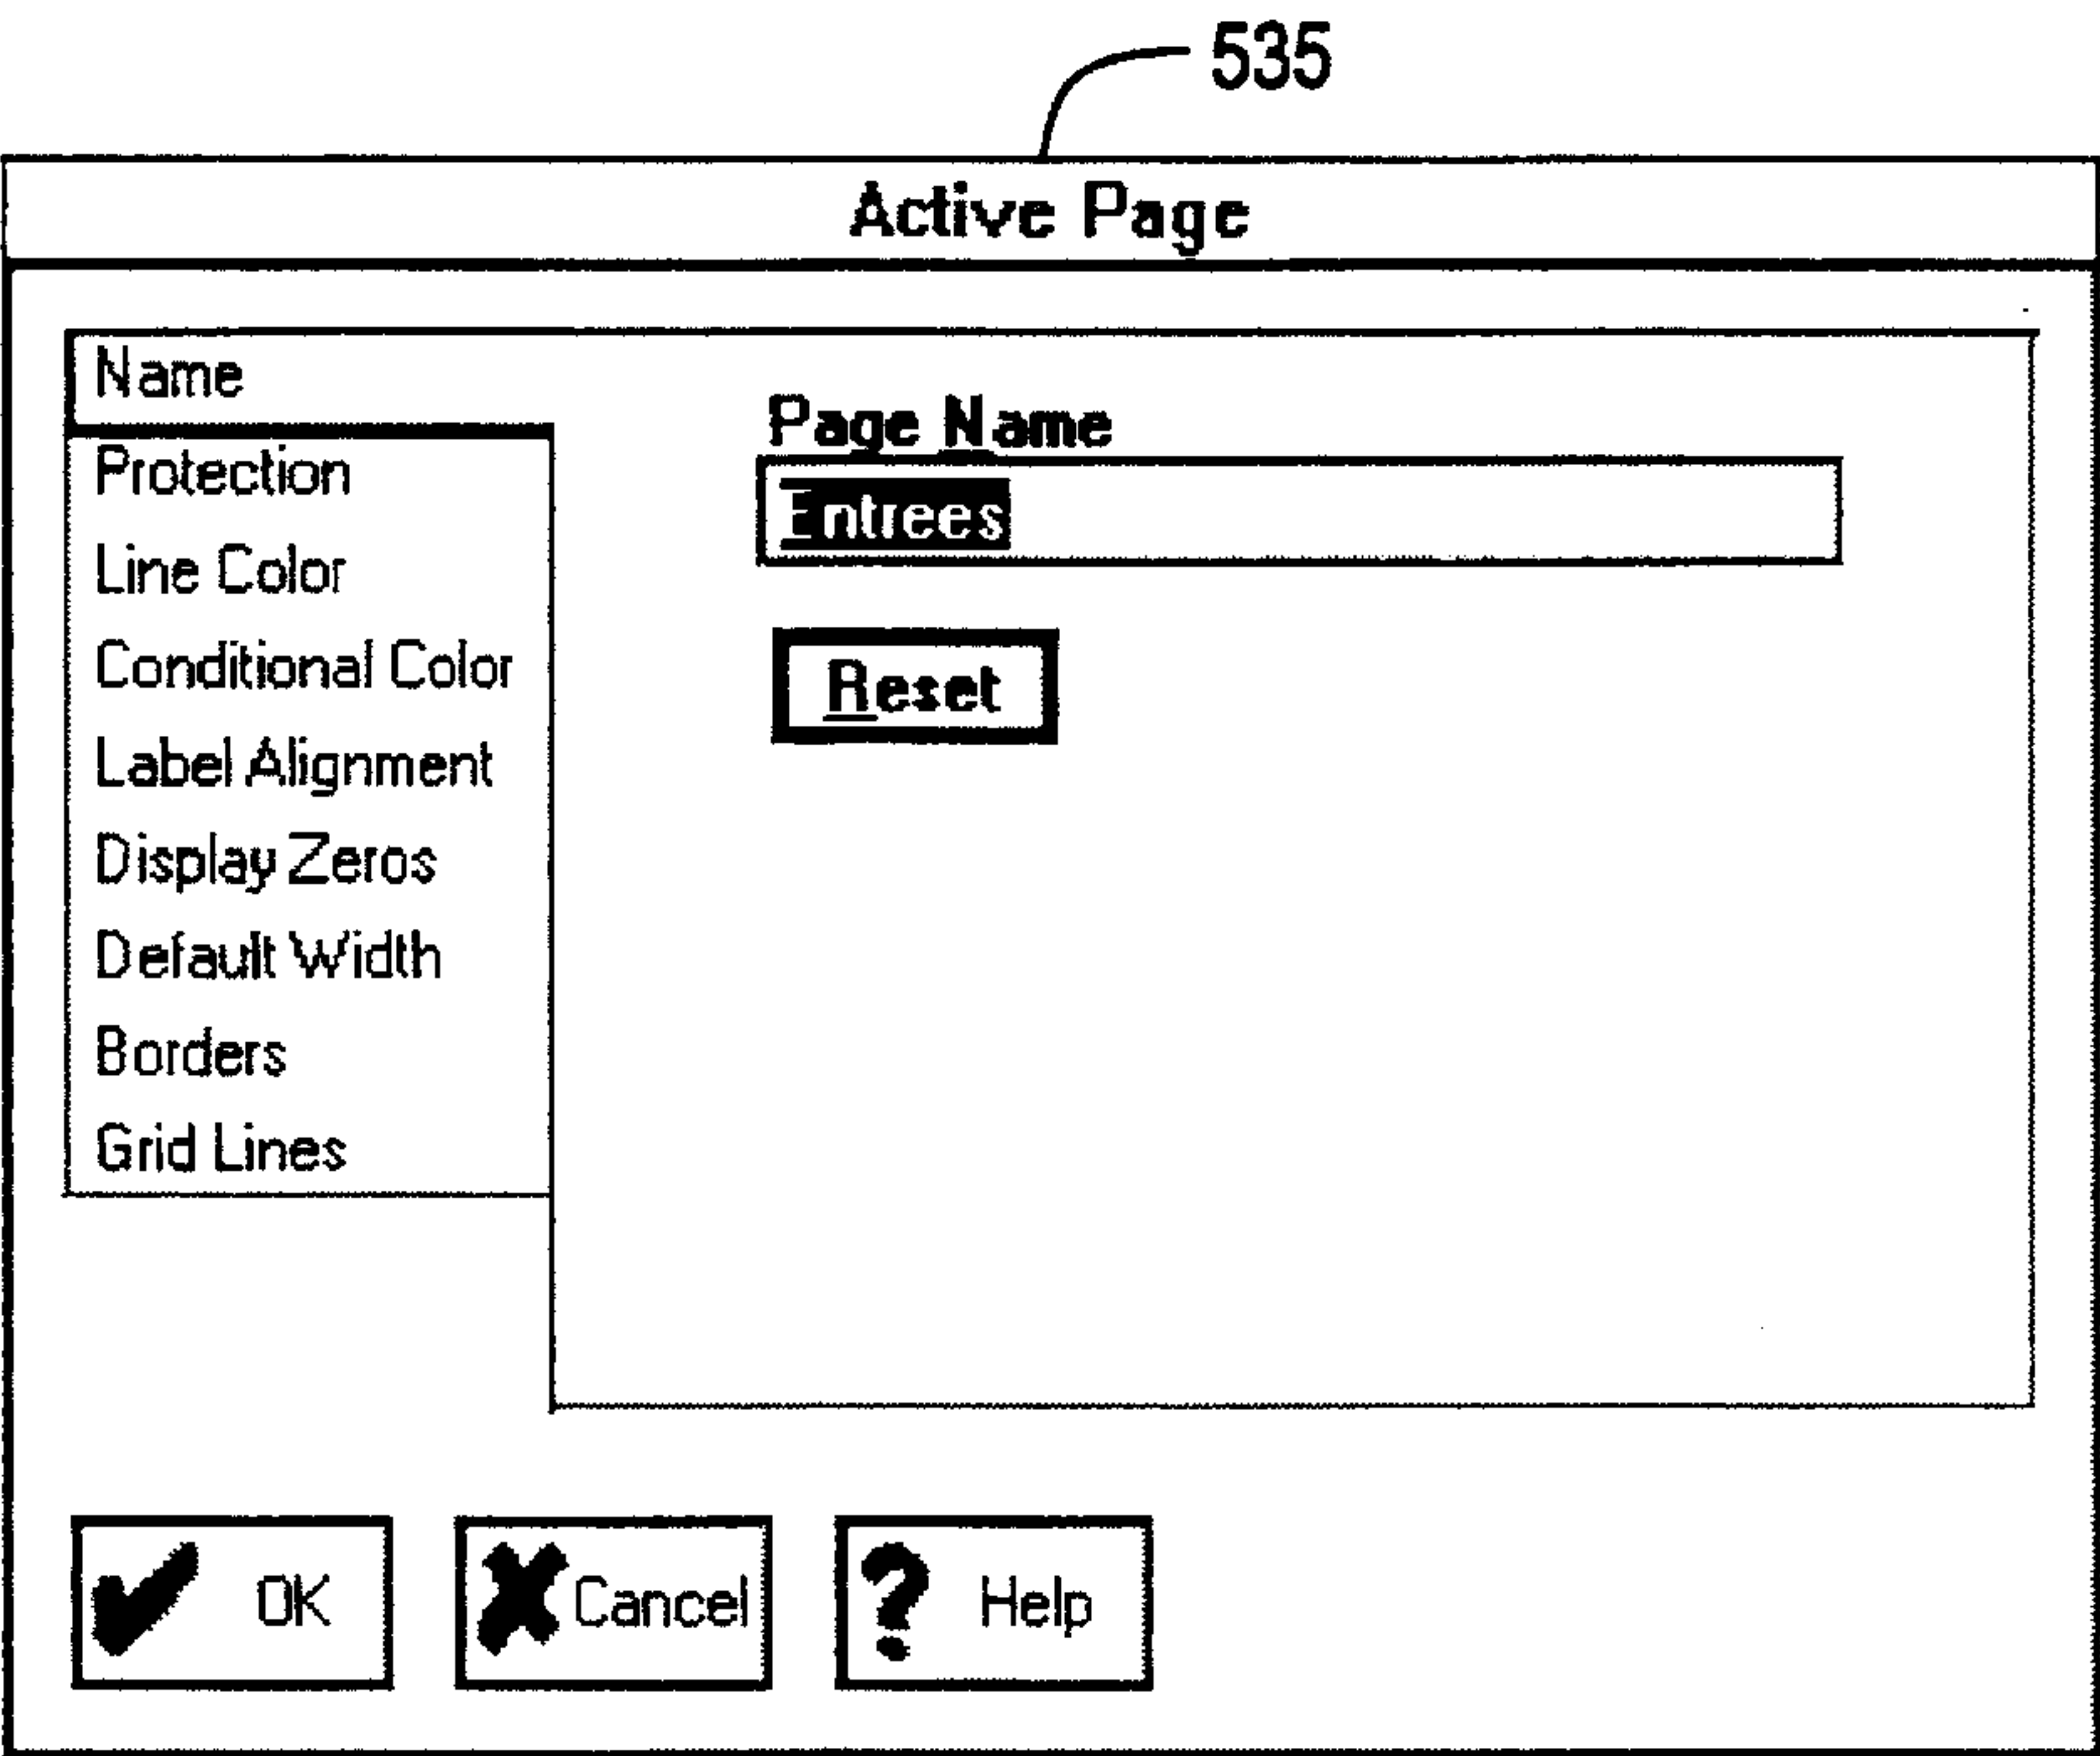 535
Active Page
Name
Protection
Line Color
Conditional Color
Label Alignment
Display Zeros
Default Width
Borders
Grid Lines
Page Name
Entrees
Reset
OK
Cancel
Help